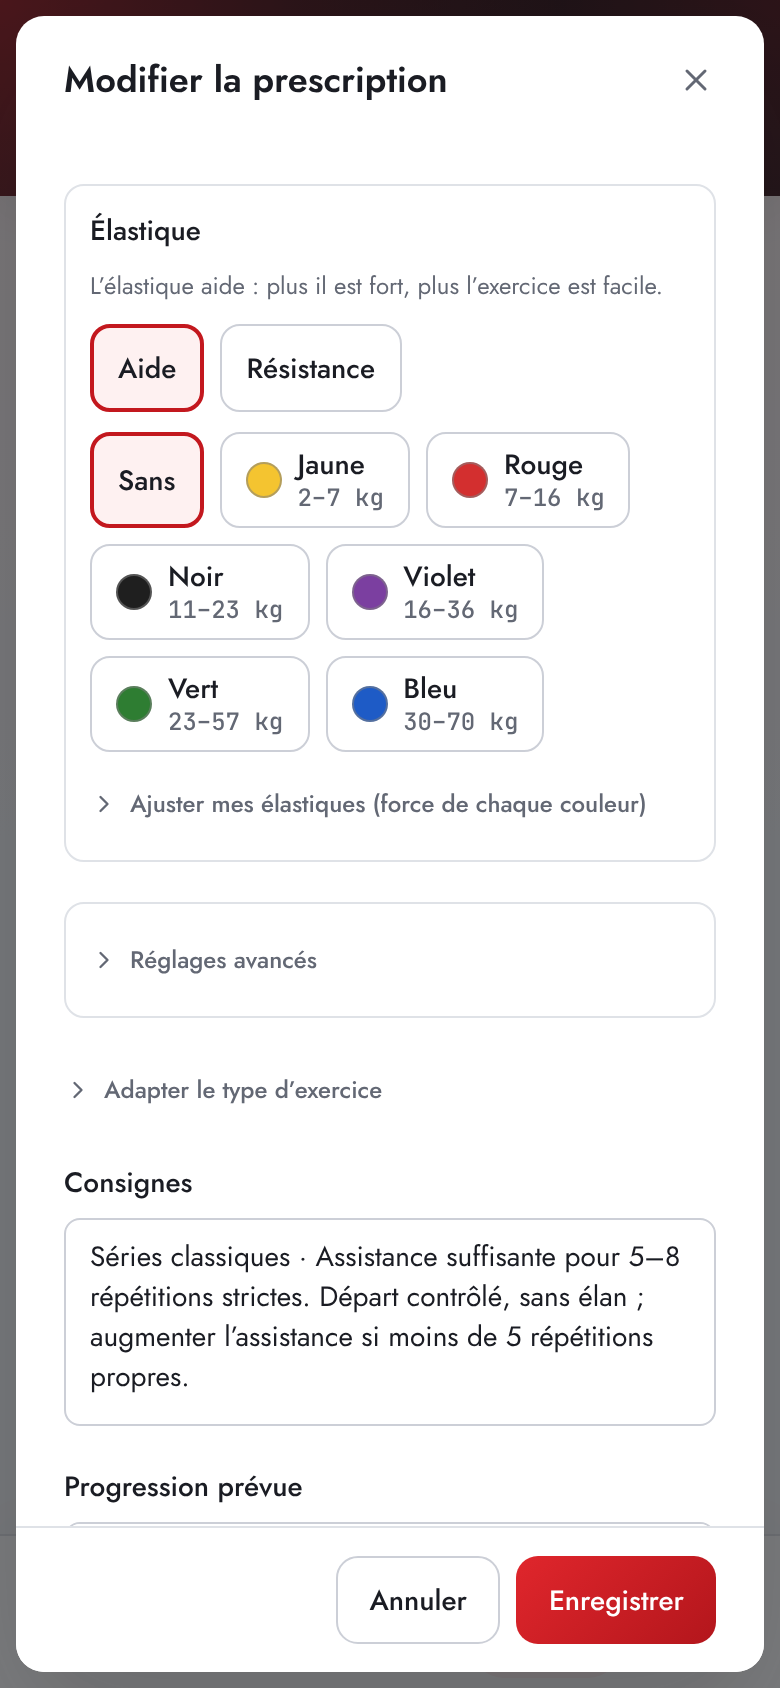 Modifier la prescription
Élastique
L’élastique aide : plus il est fort, plus l’exercice est facile.
Aide
Résistance
Sans
Jaune
2–7 kg
Rouge
7–16 kg
Noir
11–23 kg
Violet
16–36 kg
Vert
23–57 kg
Bleu
30–70 kg
Ajuster mes élastiques (force de chaque couleur)
Réglages avancés
Adapter le type d’exercice
Consignes
Séries classiques · Assistance suffisante pour 5–8
répétitions strictes. Départ contrôlé, sans élan ;
augmenter l’assistance si moins de 5 répétitions
propres.
Progression prévue
Annuler
Enregistrer